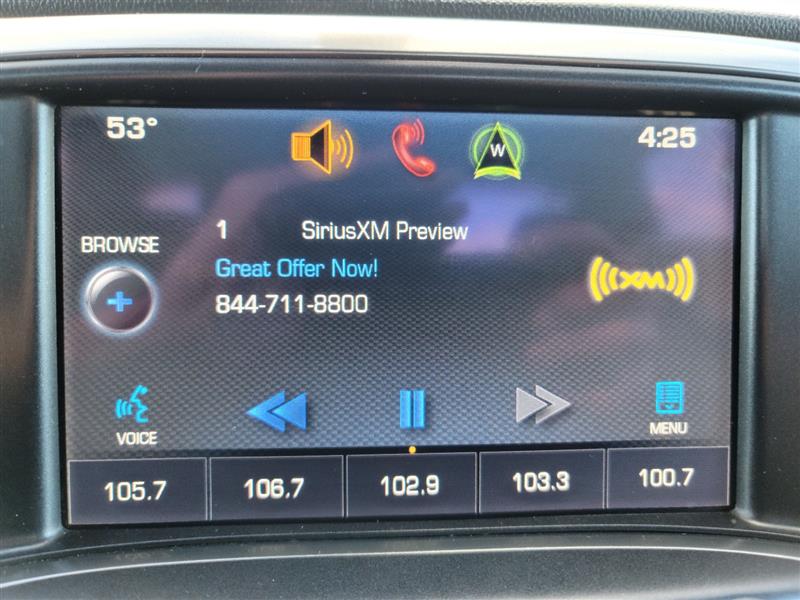 53°
W
4:25
BROWSE
1 SiriusXM Preview
Great Offer Now!
844-711-8800
XM
VOICE
MENU
105.7 106.7 102.9 103.3 100.7